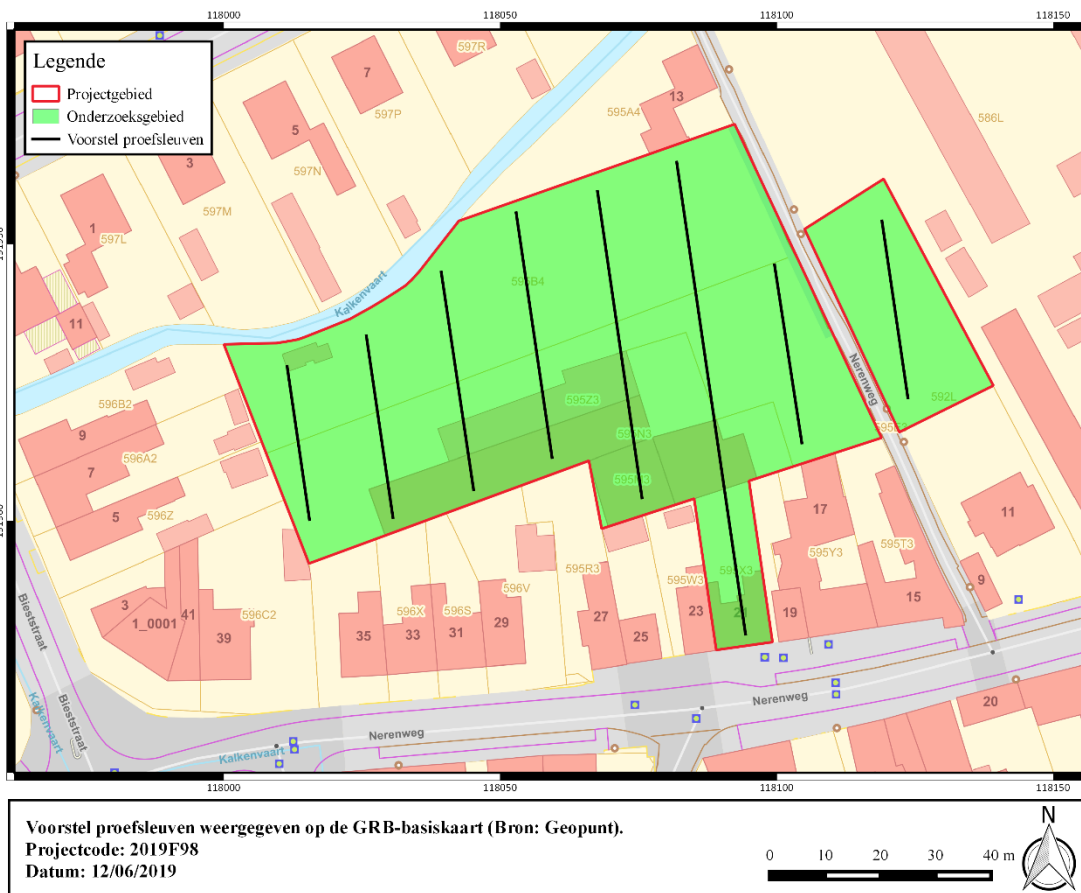 118000 118050 118100 118150
Legende
Projectgebied
Onderzoeksgebied
Voorstel proefsleuven
597R
7
597P
5
597N
3
597M
1
597L
11
13
595A4
586L
Kalkenvaart
Nerenweg
592L
595Z3
596B2
9
596A2
7
5
596Z
3
1_0001
41
39
596C2
35
596X
33
596S
31
596V
29
595R3
27
25
595W3
23
21
19
17
595Y3
595T3
15
9
11
20
Bieststraat
Bieststraat
Kalkenvaart
Kalkenvaart
Nerenweg
Nerenweg
118000 118050 118100 118150
Voorstel proefsleuven weergegeven op de GRB-basiskaart (Bron: Geopunt).
Projectcode: 2019F98
Datum: 12/06/2019
0 10 20 30 40 m
N